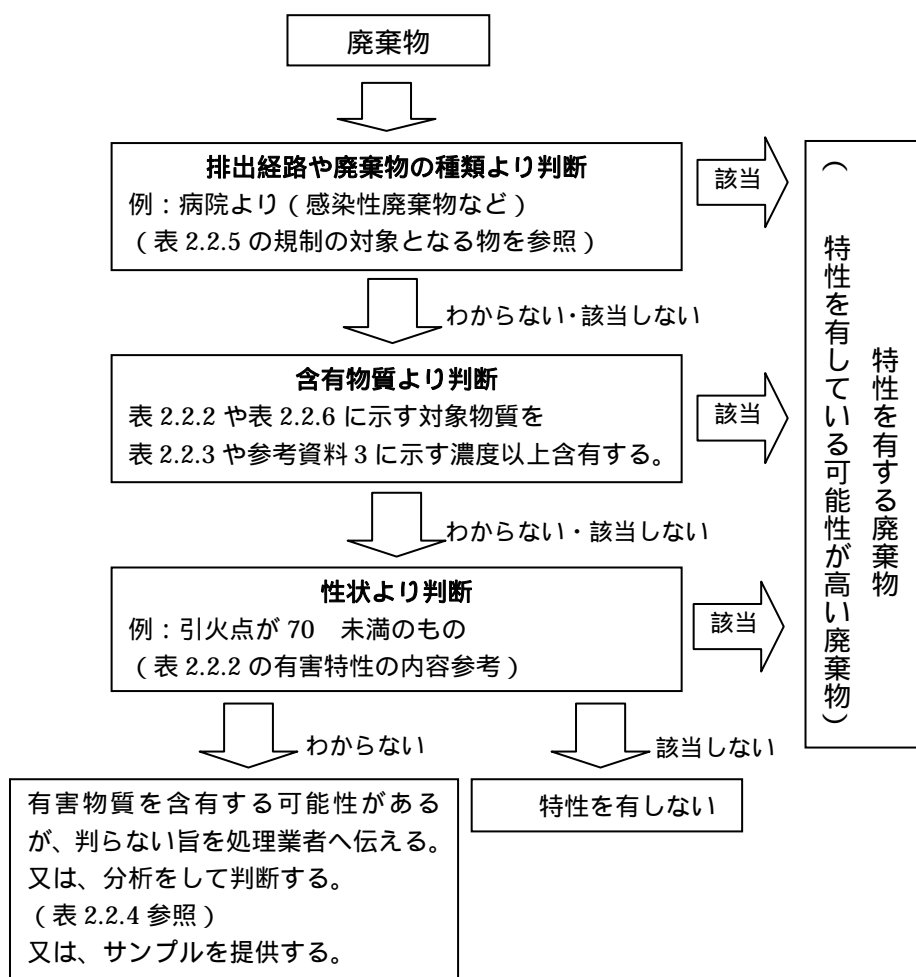 廃棄物
排出経路や廃棄物の種類より判断
例：病院より（感染性廃棄物など）
（表 2.2.5 の規制の対象となる物を参照）
該当
わからない・該当しない
含有物質より判断
表 2.2.2 や表 2.2.6 に示す対象物質を
表 2.2.3 や参考資料 3 に示す濃度以上含有する。
該当
わからない・該当しない
性状より判断
例：引火点が 70　未満のもの
（表 2.2.2 の有害特性の内容参考）
該当
特性を有する廃棄物
（　特性を有している可能性が高い廃棄物）
わからない
該当しない
有害物質を含有する可能性がある
が、判らない旨を処理業者へ伝える。
又は、分析をして判断する。
（表 2.2.4 参照）
又は、サンプルを提供する。
特性を有しない